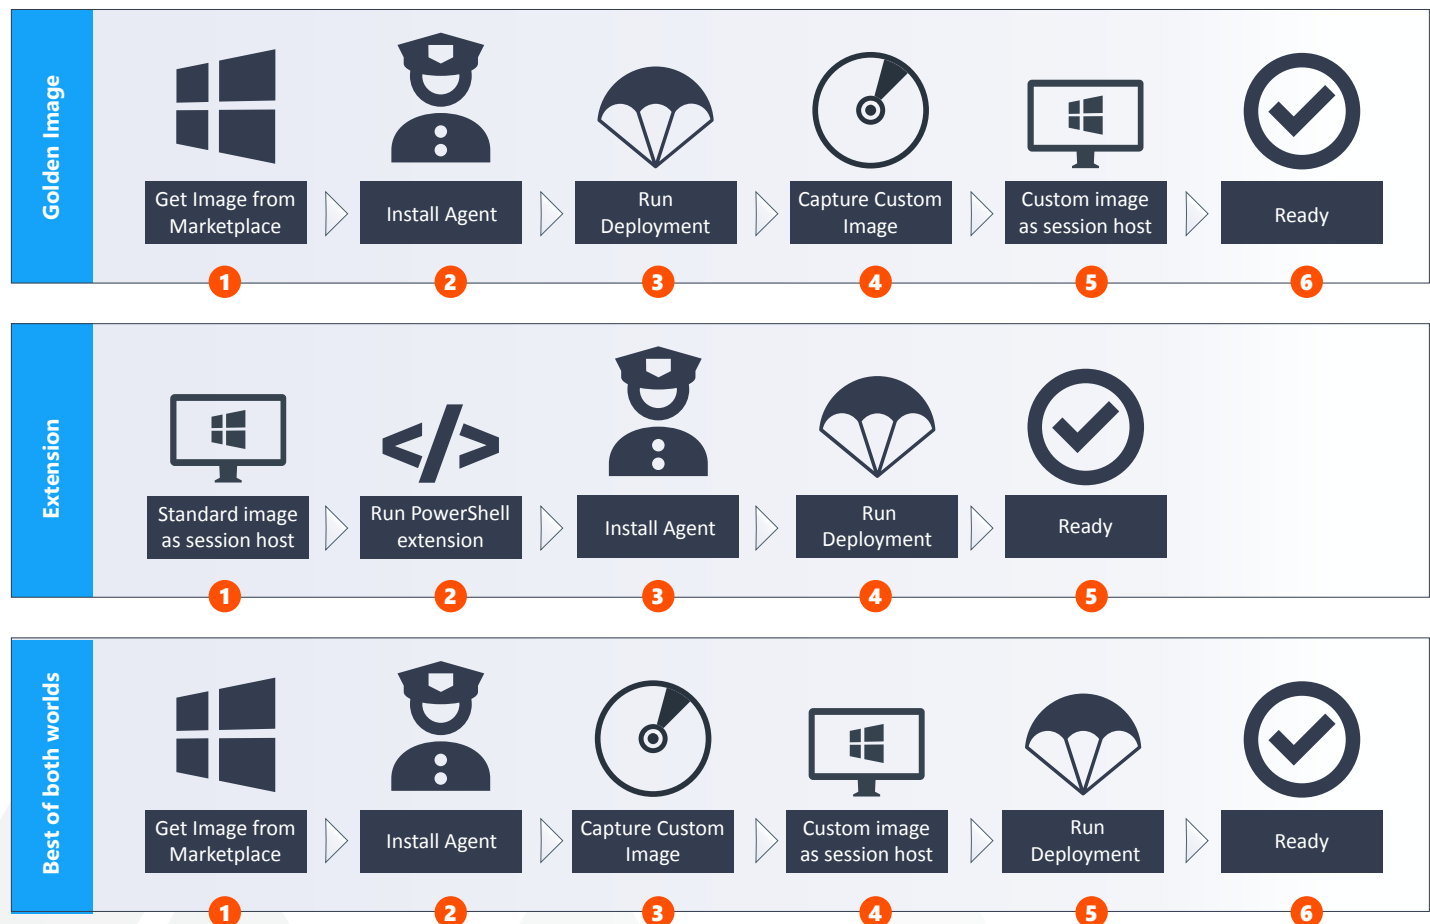 Golden Image
Get Image from
Marketplace
Install Agent
Run
Deployment
Capture Custom
Image
Custom image
as session host
Ready
1
2
3
4
5
6
Extension
</>
Standard image
as session host
Run PowerShell
extension
Install Agent
Run
Deployment
Ready
1
2
3
4
5
Best of both worlds
Get Image from
Marketplace
Install Agent
Capture Custom
Image
Custom image
as session host
Run
Deployment
Ready
1
2
3
4
5
6